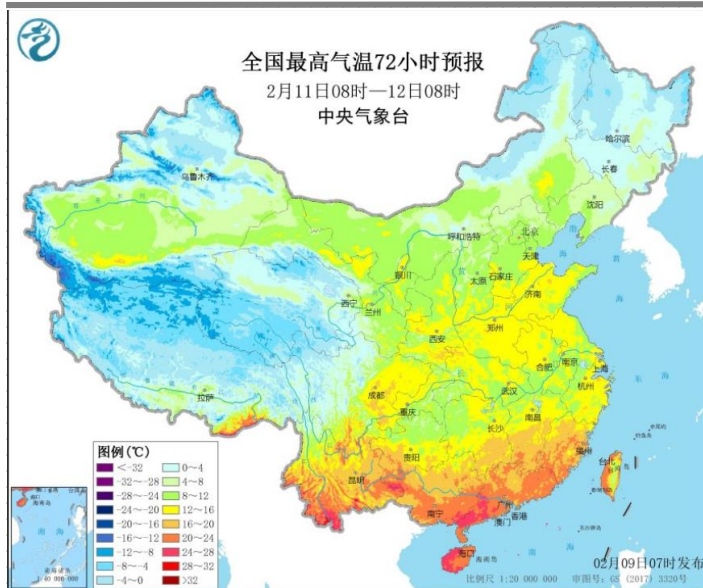 全国最高气温72小时预报
2月11日08时—12日08时
中央气象台
哈尔滨
长春
乌鲁木齐
沈阳
呼和浩特
北京
天津
渤
海
银川
石家庄
太原
黄
海
济南
西宁
兰州
郑州
西安
南京
合肥
上海
拉萨
成都
武汉
杭州
东 海
重庆
南昌
长沙
贵阳
福州
台北
昆明
广州
南宁
香港
澳门
海口
海南岛
图例(℃)
<-32
-32~-28
-28~-24
-24~-20
-20~-16
-16~-12
-12~-8
-8~-4
-4~0
0~4
4~8
8~12
12~16
16~20
20~24
24~28
28~32
>32
02月09日07时发布
比例尺 1:20 000 000 审图号: GS (2017) 3320号